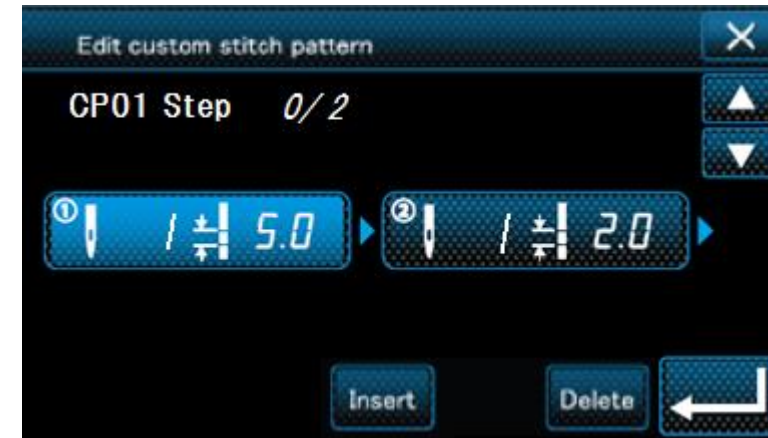 Edit custom stitch pattern
CP01 Step 0/2
① 1 5.0 ② 1 2.0
Insert Delete